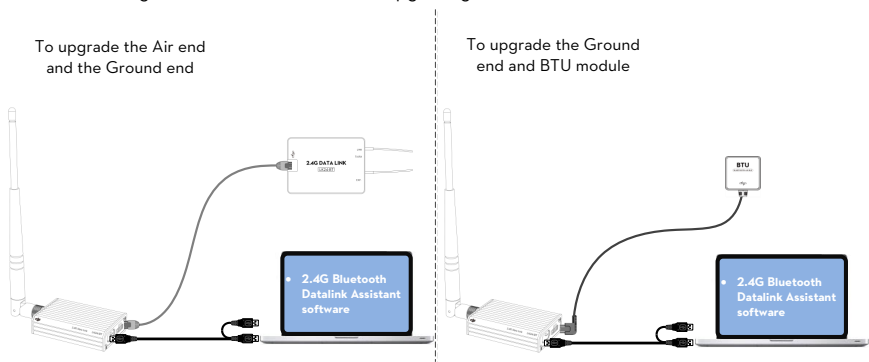 To upgrade the Air end
and the Ground end
To upgrade the Ground
end and BTU module
2.4G DATA LINK
BTU
2.4G Bluetooth
Datalink Assistant
software
2.4G Bluetooth
Datalink Assistant
software